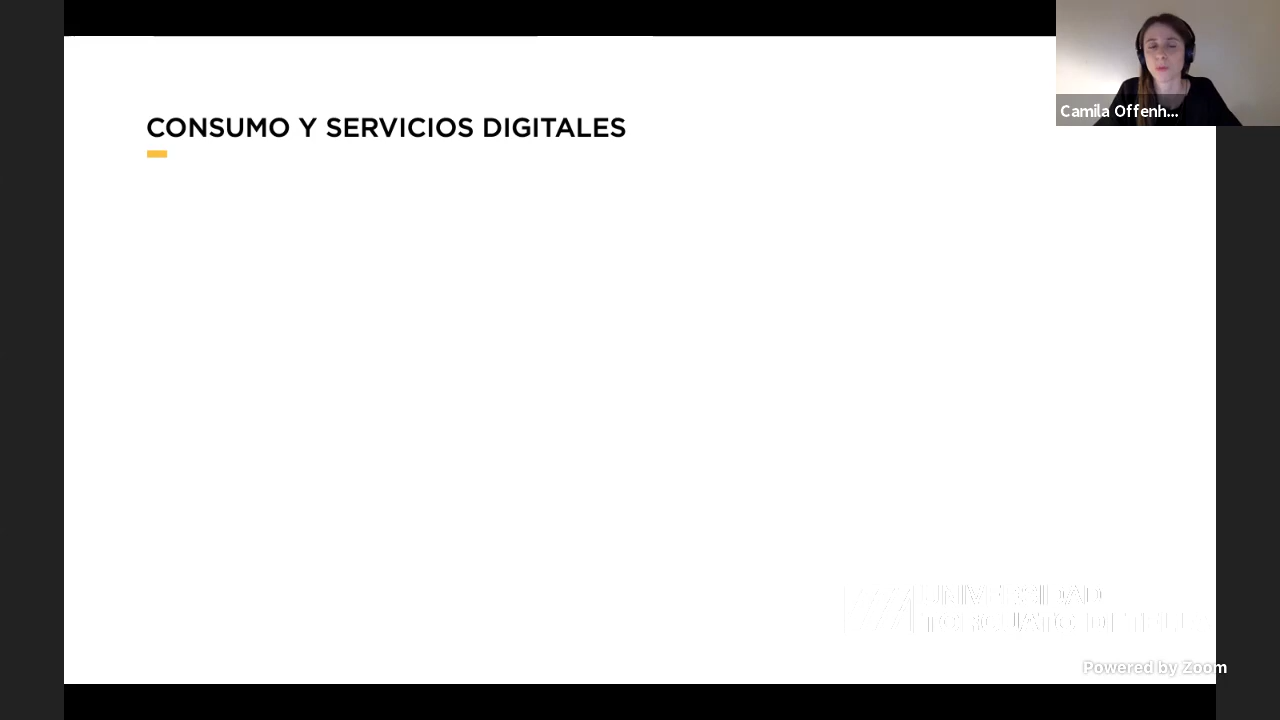 CONSUMO Y SERVICIOS DIGITALES
Camila Offenh...
UNIVERSIDAD
TORCUATO DI TELLA
Powered by Zoom